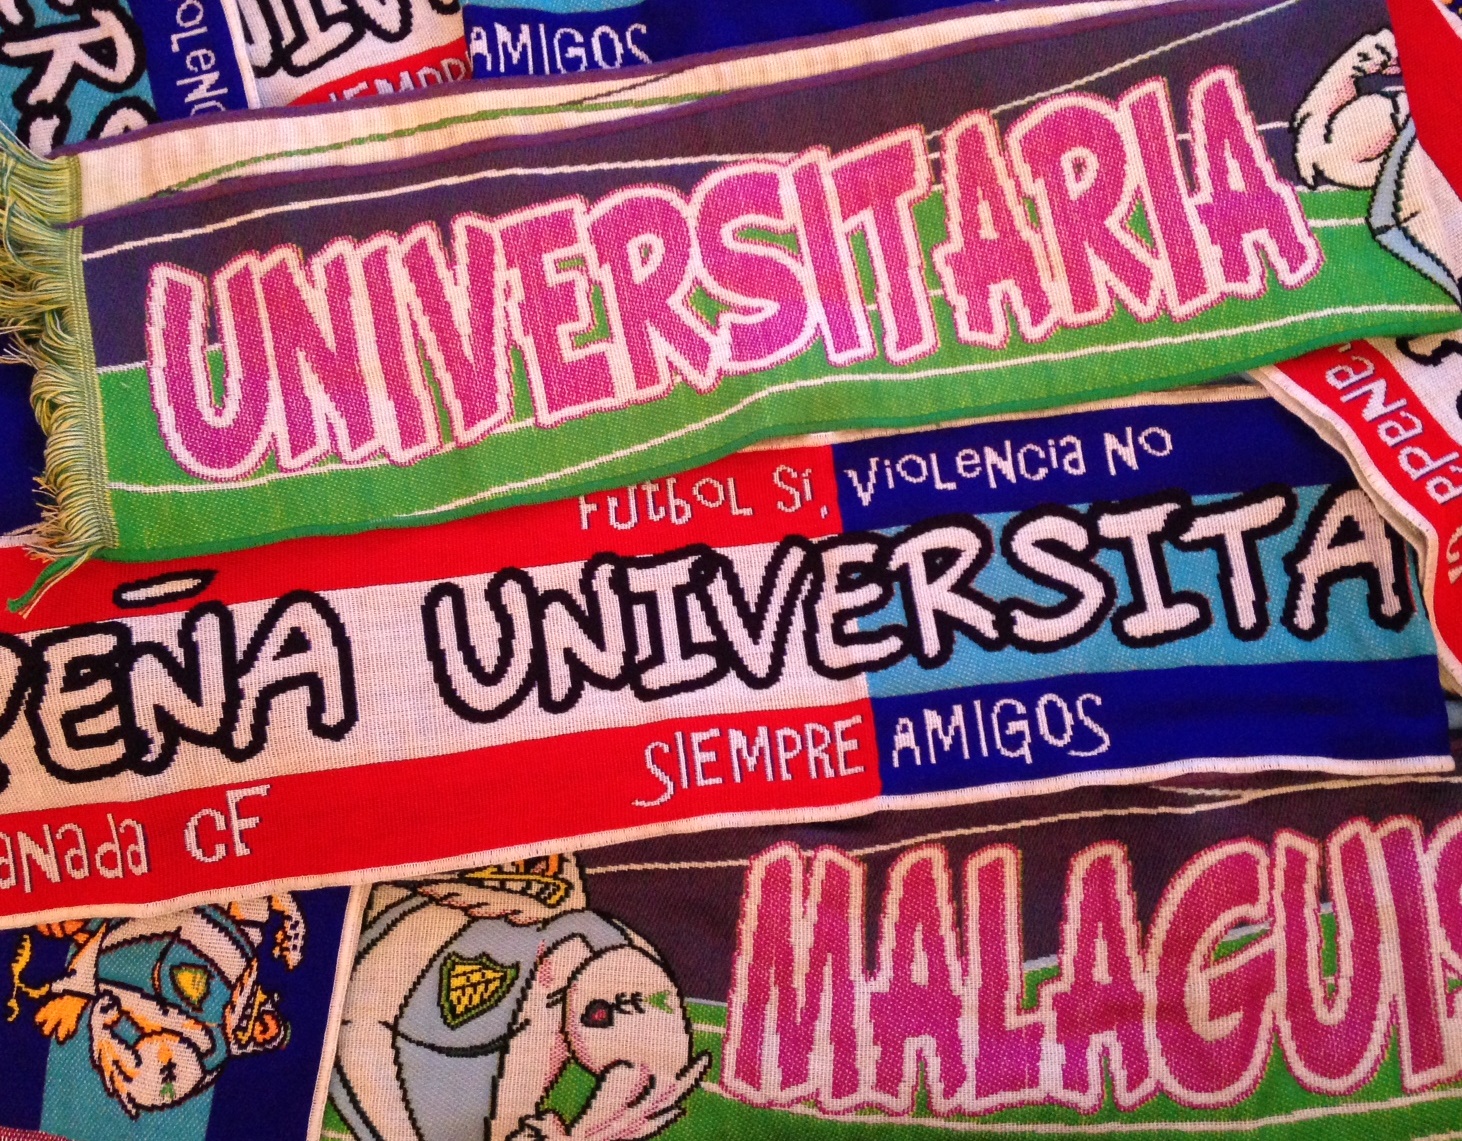 AMIGOS
UNIVERSITARIA
FUtbOL Sí, ViOLeNCia NO
PEÑA UNIVERSITA
SIEMPRE AMIGOS
aNada CF
MALAGUIS